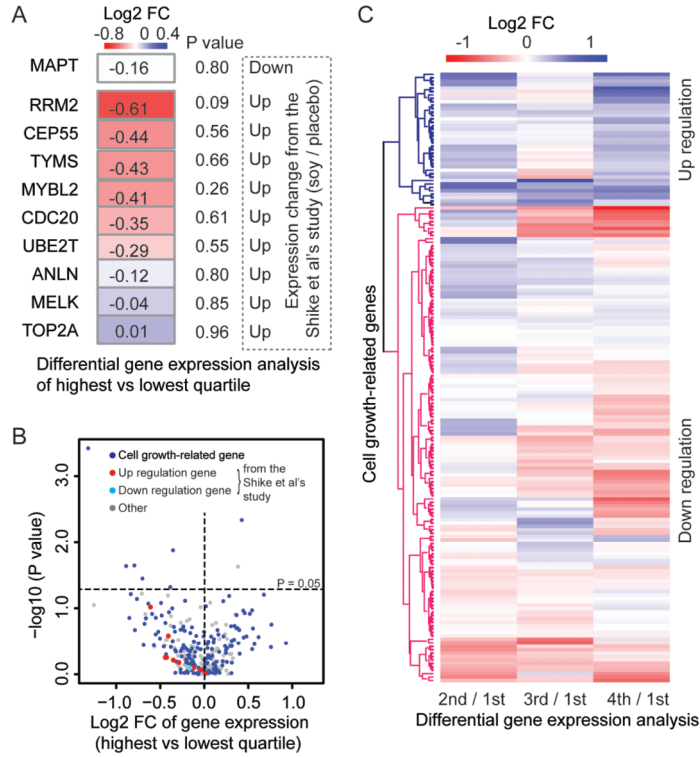 A
Log2 FC
-0.8 0.4
P value
MAPT -0.16 0.80 Down
RRM2 -0.61 0.09 Up
CEP55 -0.44 0.56 Up
TYMS -0.43 0.66 Up
MYBL2 -0.41 0.26 Up
CDC20 -0.35 0.61 Up
UBE2T -0.29 0.55 Up
ANLN -0.12 0.80 Up
MELK -0.04 0.85 Up
TOP2A 0.01 0.96 Up
Expression change from the
Shike et al's study (soy / placebo)
Differential gene expression analysis
of highest vs lowest quartile
B
Cell growth-related gene
Up regulation gene
Down regulation gene
from the
Shike et al's
study
Other
P = 0.05
3.0
2.0
1.0
0.0
−log10 (P value)
−1.0 −0.5 0.0 0.5 1.0
Log2 FC of gene expression
(highest vs lowest quartile)
C
Log2 FC
-1 0 1
Cell growth-related genes
Up regulation
Down regulation
2nd / 1st 3rd / 1st 4th / 1st
Differential gene expression analysis